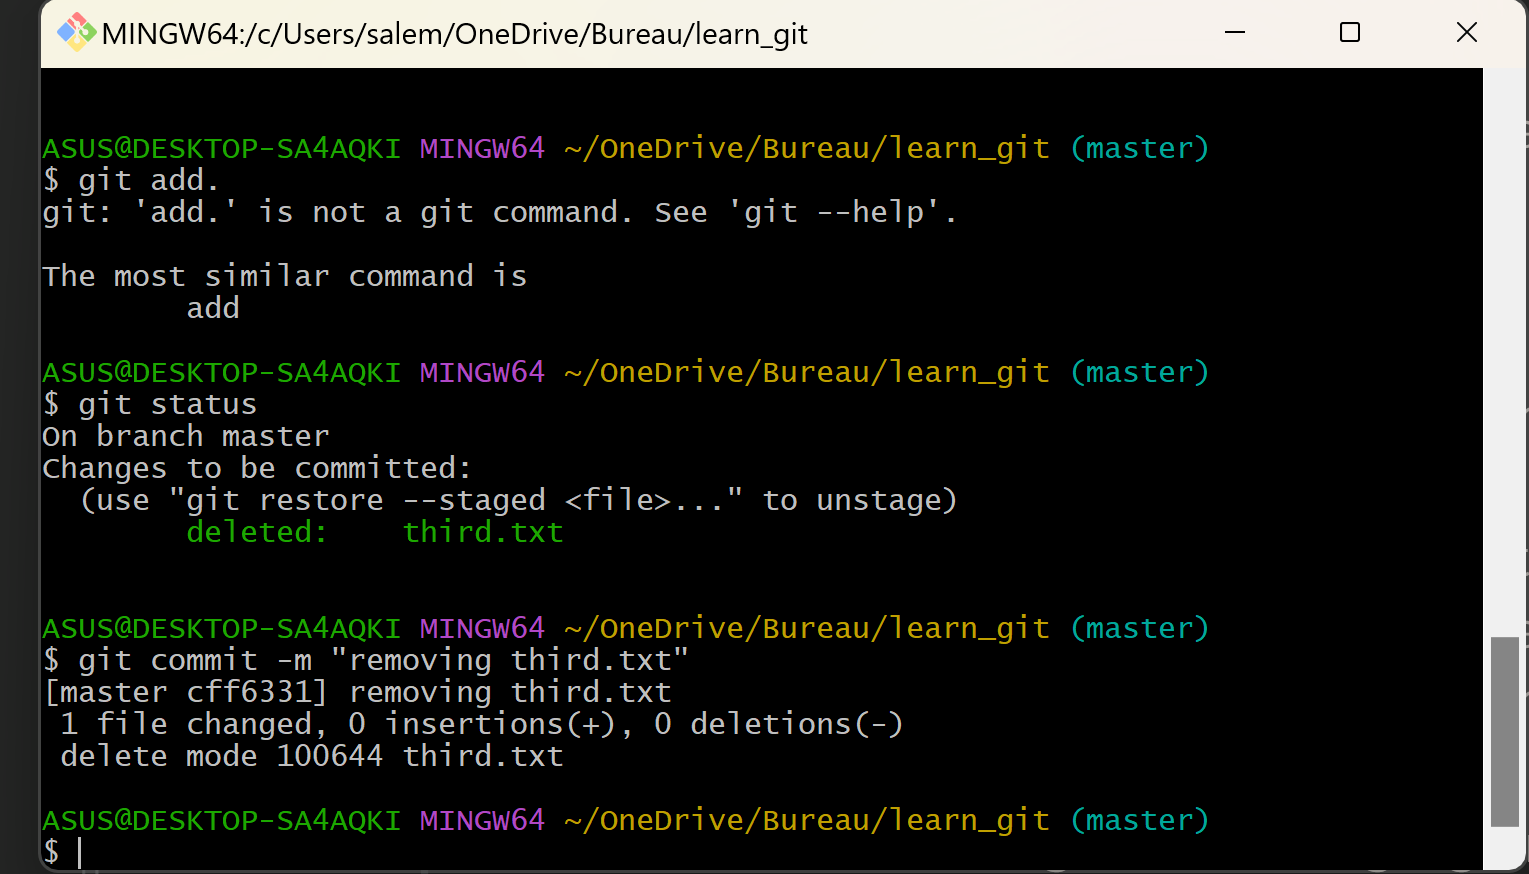 MINGW64:/c/Users/salem/OneDrive/Bureau/learn_git
ASUS@DESKTOP-SA4AQKI MINGW64 ~/OneDrive/Bureau/learn_git (master)
$ git add.
git: 'add.' is not a git command. See 'git --help'.
The most similar command is
add
ASUS@DESKTOP-SA4AQKI MINGW64 ~/OneDrive/Bureau/learn_git (master)
$ git status
On branch master
Changes to be committed:
(use "git restore --staged <file>..." to unstage)
deleted:    third.txt
ASUS@DESKTOP-SA4AQKI MINGW64 ~/OneDrive/Bureau/learn_git (master)
$ git commit -m "removing third.txt"
[master cff6331] removing third.txt
1 file changed, 0 insertions(+), 0 deletions(-)
delete mode 100644 third.txt
ASUS@DESKTOP-SA4AQKI MINGW64 ~/OneDrive/Bureau/learn_git (master)
$